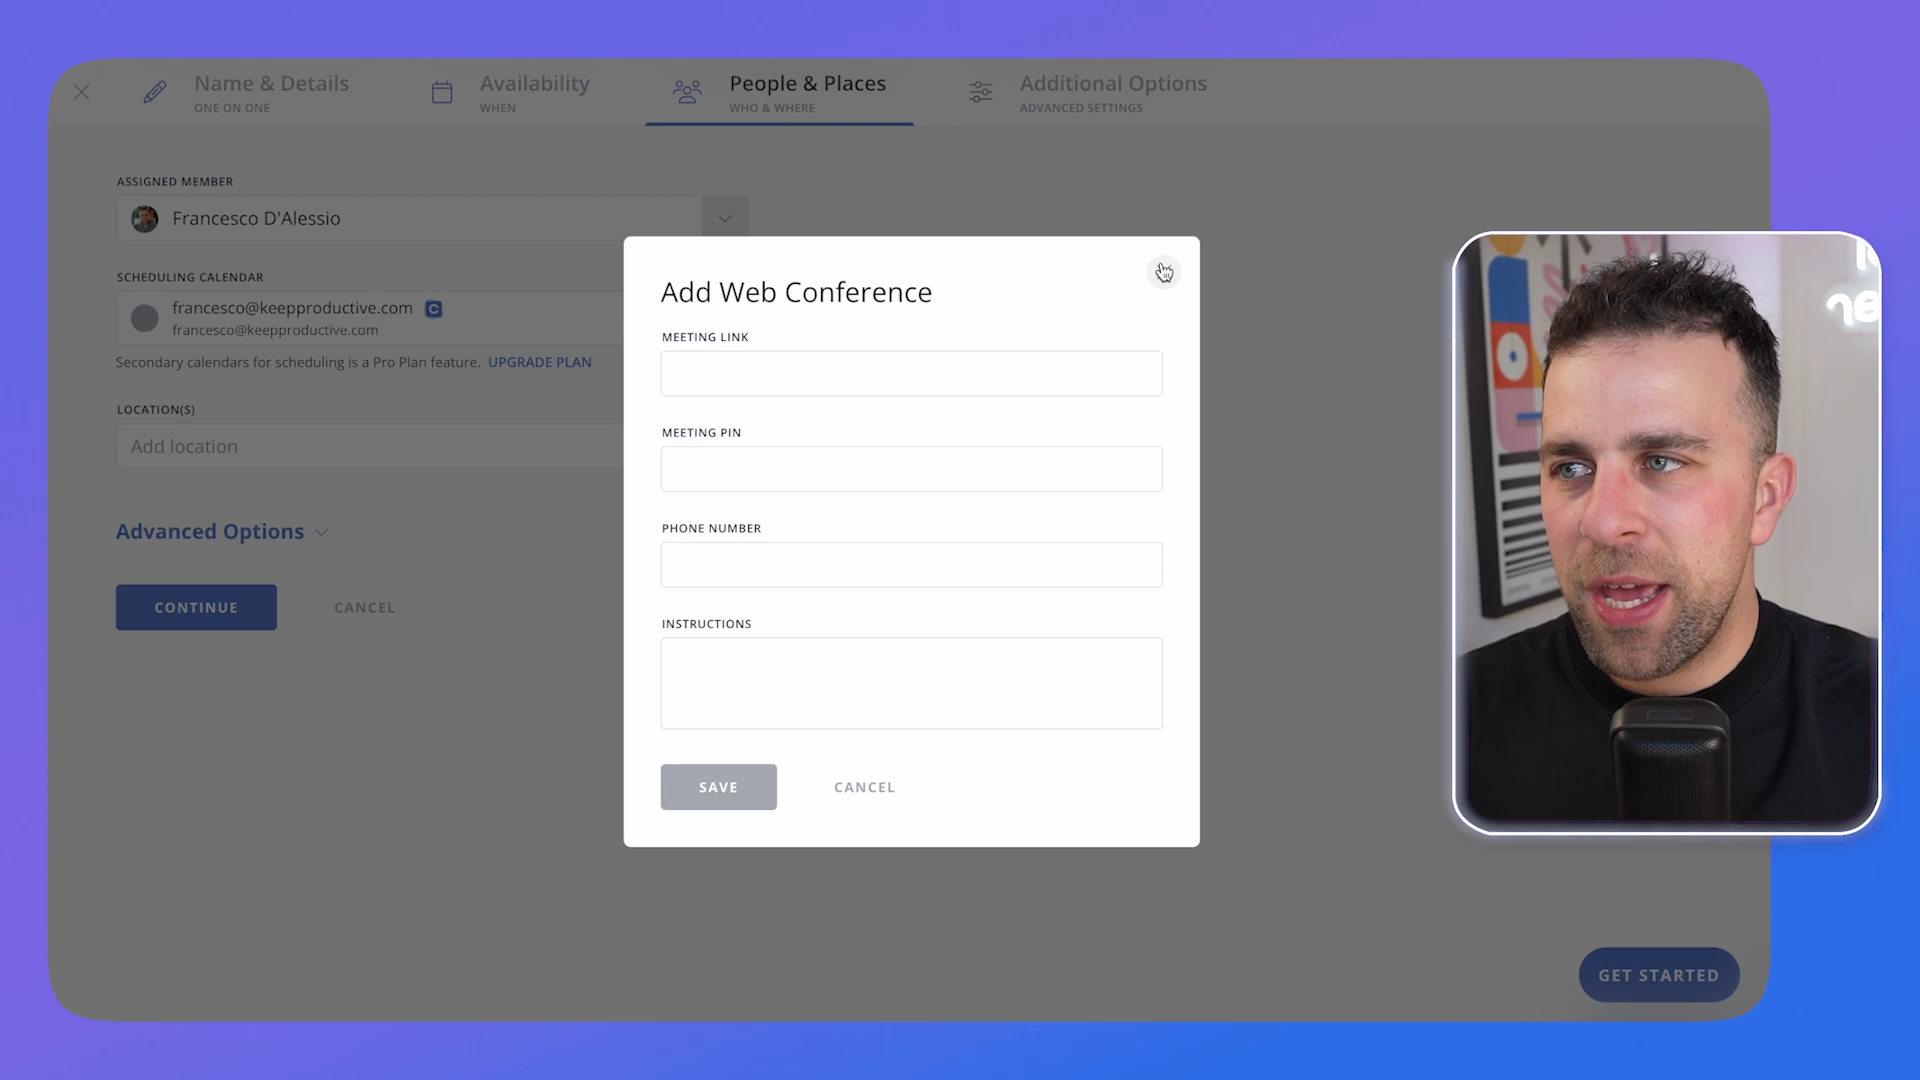 Name & Details
ONE ON ONE
Availability
WHEN
People & Places
WHO & WHERE
Additional Options
ADVANCED SETTINGS
ASSIGNED MEMBER
Francesco D'Alessio
SCHEDULING CALENDAR
francesco@keepproductive.com C
francesco@keepproductive.com
Secondary calendars for scheduling is a Pro Plan feature. UPGRADE PLAN
LOCATION(S)
Add location
Advanced Options
CONTINUE
CANCEL
Add Web Conference
MEETING LINK
MEETING PIN
PHONE NUMBER
INSTRUCTIONS
SAVE
CANCEL
GET STARTED